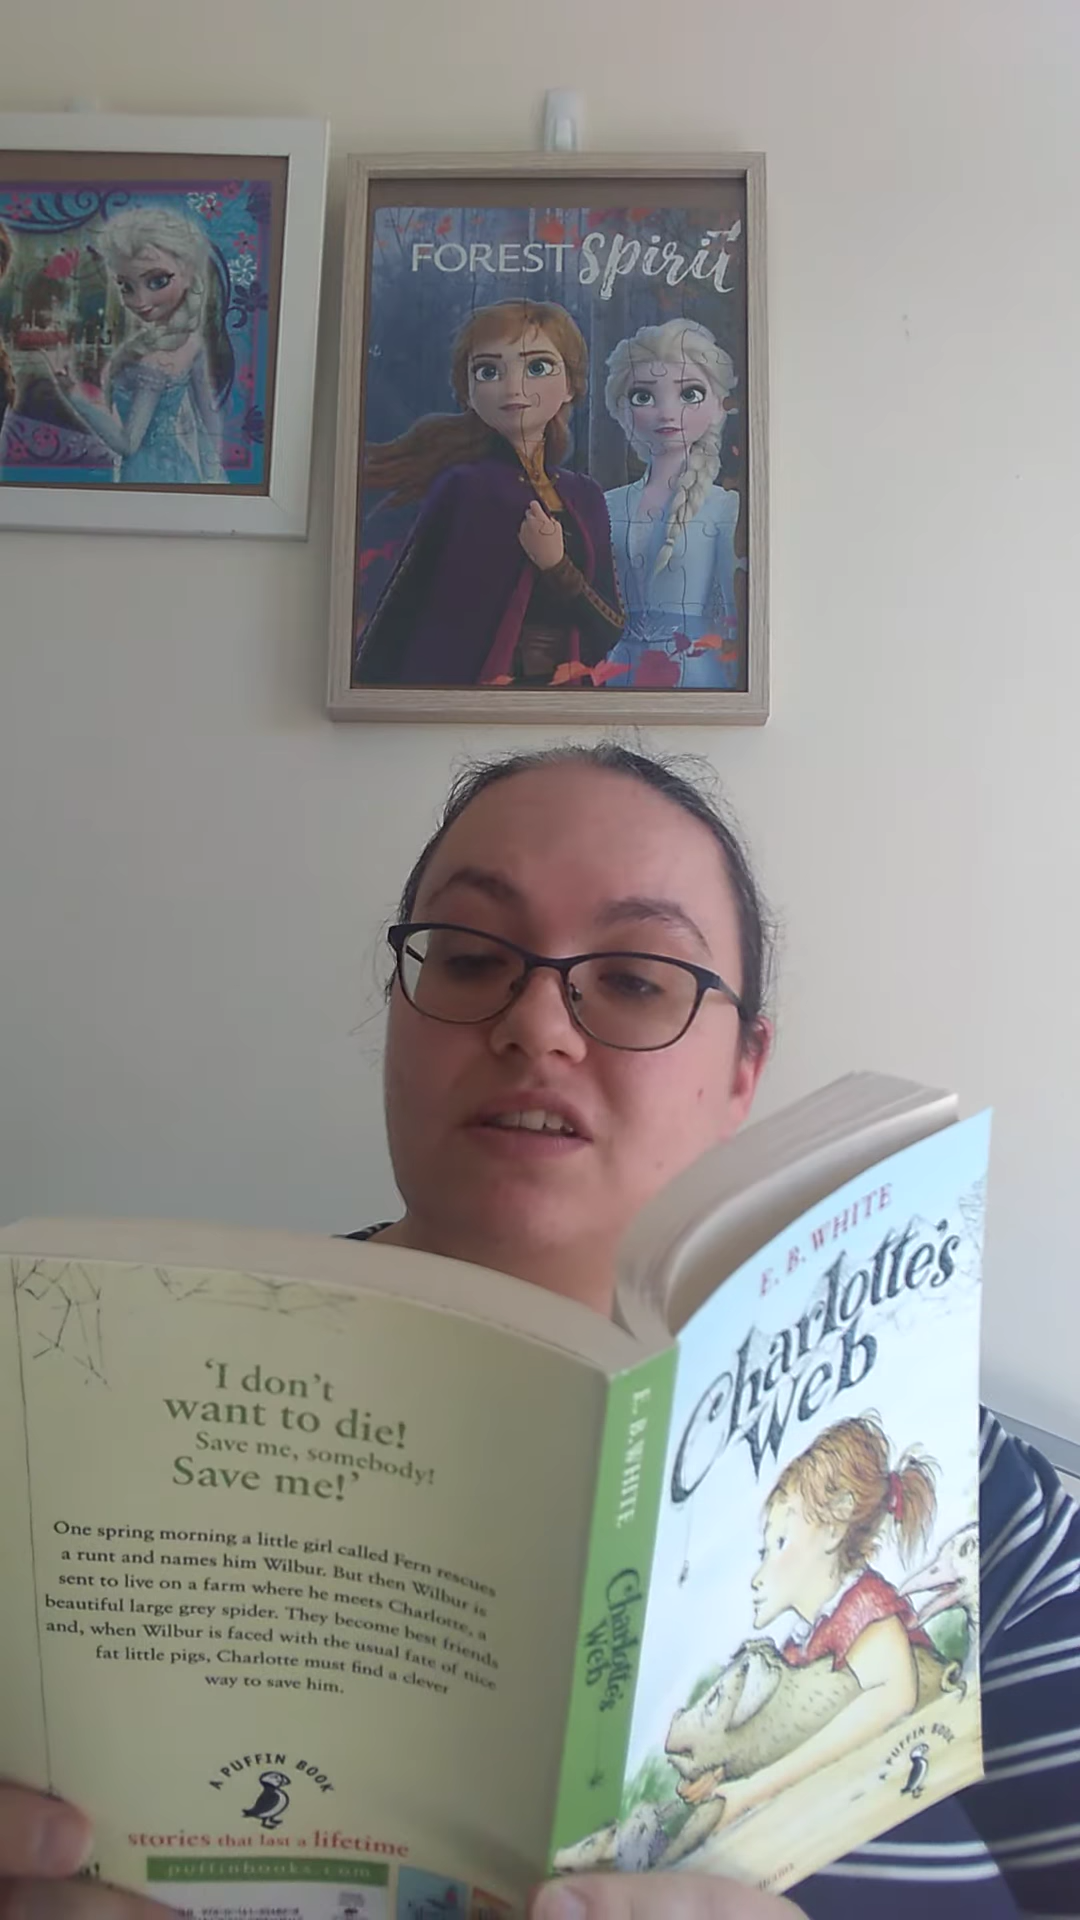 FOREST spirit
'I don't
want to die!
Save me, somebody!
Save me!'
One spring morning a little girl called Fern rescues
a runt and names him Wilbur. But then Wilbur is
sent to live on a farm where he meets Charlotte, a
beautiful large grey spider. They become best friends
and, when Wilbur is faced with the usual fate of nice
fat little pigs, Charlotte must find a clever
way to save him.
A PUFFIN BOOK
stories that last a lifetime
puffinbooks.com
E. B. WHITE
Charlotte's
Web
E. B. WHITE
Charlotte's
Web
A PUFFIN BOOK